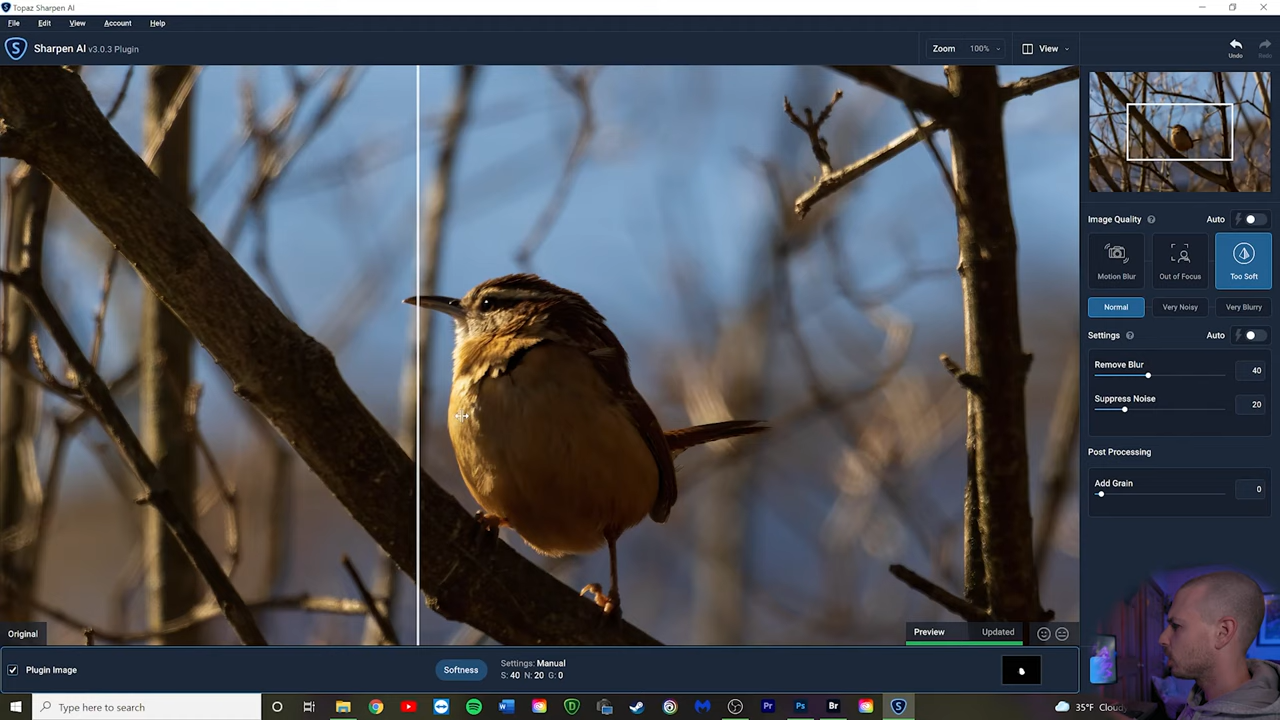 Topaz Sharpen AI
File Edit View Account Help
Sharpen AI v3.0.3 Plugin
Zoom 100% View
Undo
Image Quality ? Auto
Motion Blur Out of Focus Too Soft
Normal Very Noisy Very Blurry
Settings ? Auto
Remove Blur 40
Suppress Noise 20
Post Processing
Add Grain 0
Original
Preview Updated
Plugin Image
Softness
Settings: Manual
S: 40 N: 20 G: 0
Type here to search
35°F Cloudy